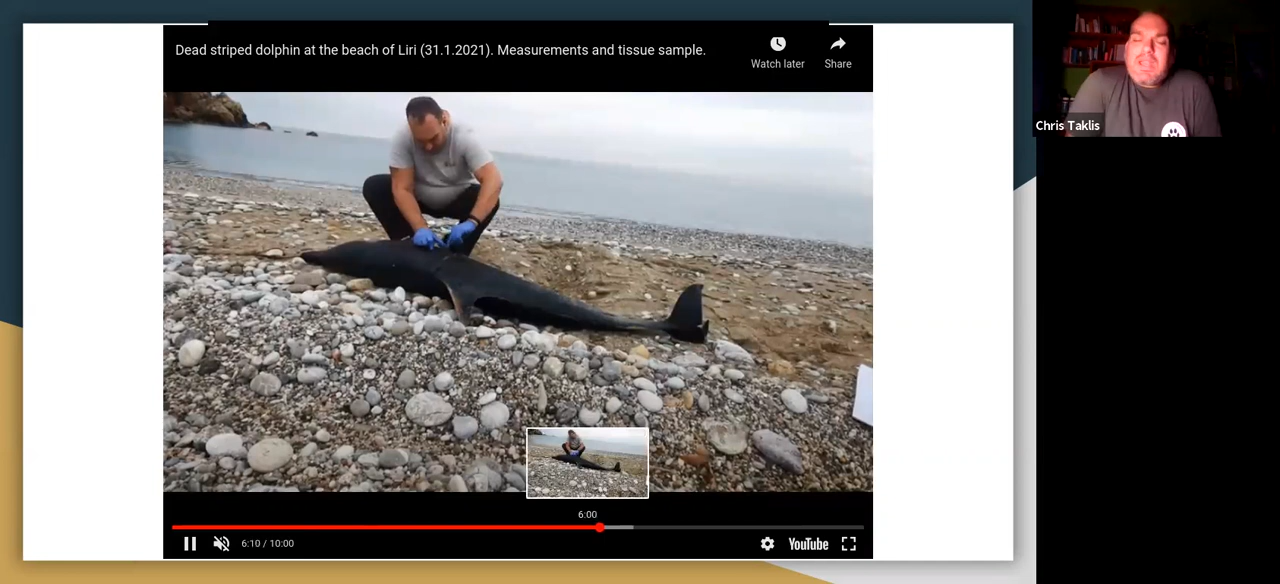 Dead striped dolphin at the beach of Liri (31.1.2021). Measurements and tissue sample.
Watch later
Share
Chris Taklis
6:00
6:10 / 10:00
YouTube